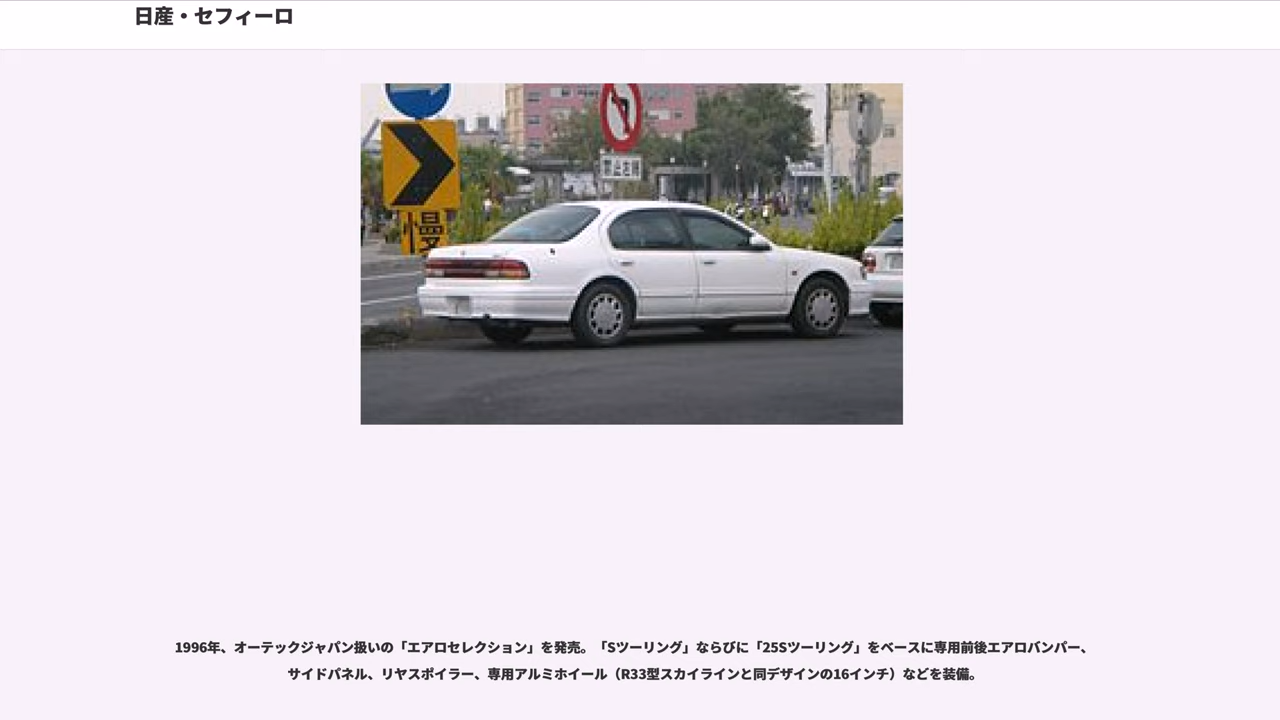 日産・セフィーロ
禁止左轉
慢
1996年、オーテックジャパン扱いの「エアロセレクション」を発売。「Sツーリング」ならびに「25Sツーリング」をベースに専用前後エアロバンパー、
サイドパネル、リヤスポイラー、専用アルミホイール（R33型スカイラインと同デザインの16インチ）などを装備。